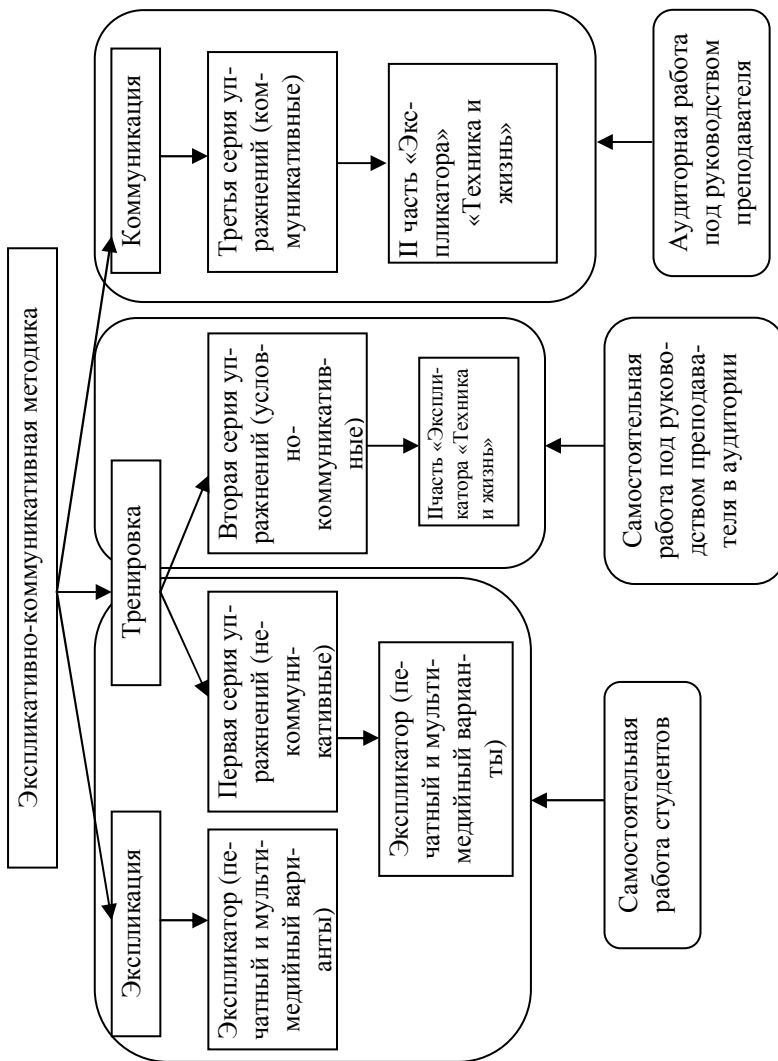 Экспликативно-коммуникативная методика
Экспликация
Тренировка
Коммуникация
Экспликатор (пе-
чатный и мульти-
медийный вари-
анты)
Первая серия уп-
ражнений (не-
коммуни-
кативные)
Вторая серия уп-
ражнений (услов-
но-
коммуникатив-
ные)
Третья серия уп-
ражнений (ком-
муникативные)
Экспликатор (пе-
чатный и мульти-
медийный вариан-
ты)
IIчасть «Экспли-
катора «Техника
и жизнь»
II часть «Экс-
пликатора»
«Техника и
жизнь»
Самостоятельная
работа студентов
Самостоятельная
работа под руково-
дством преподава-
теля в аудитории
Аудиторная работа
под руководством
преподавателя